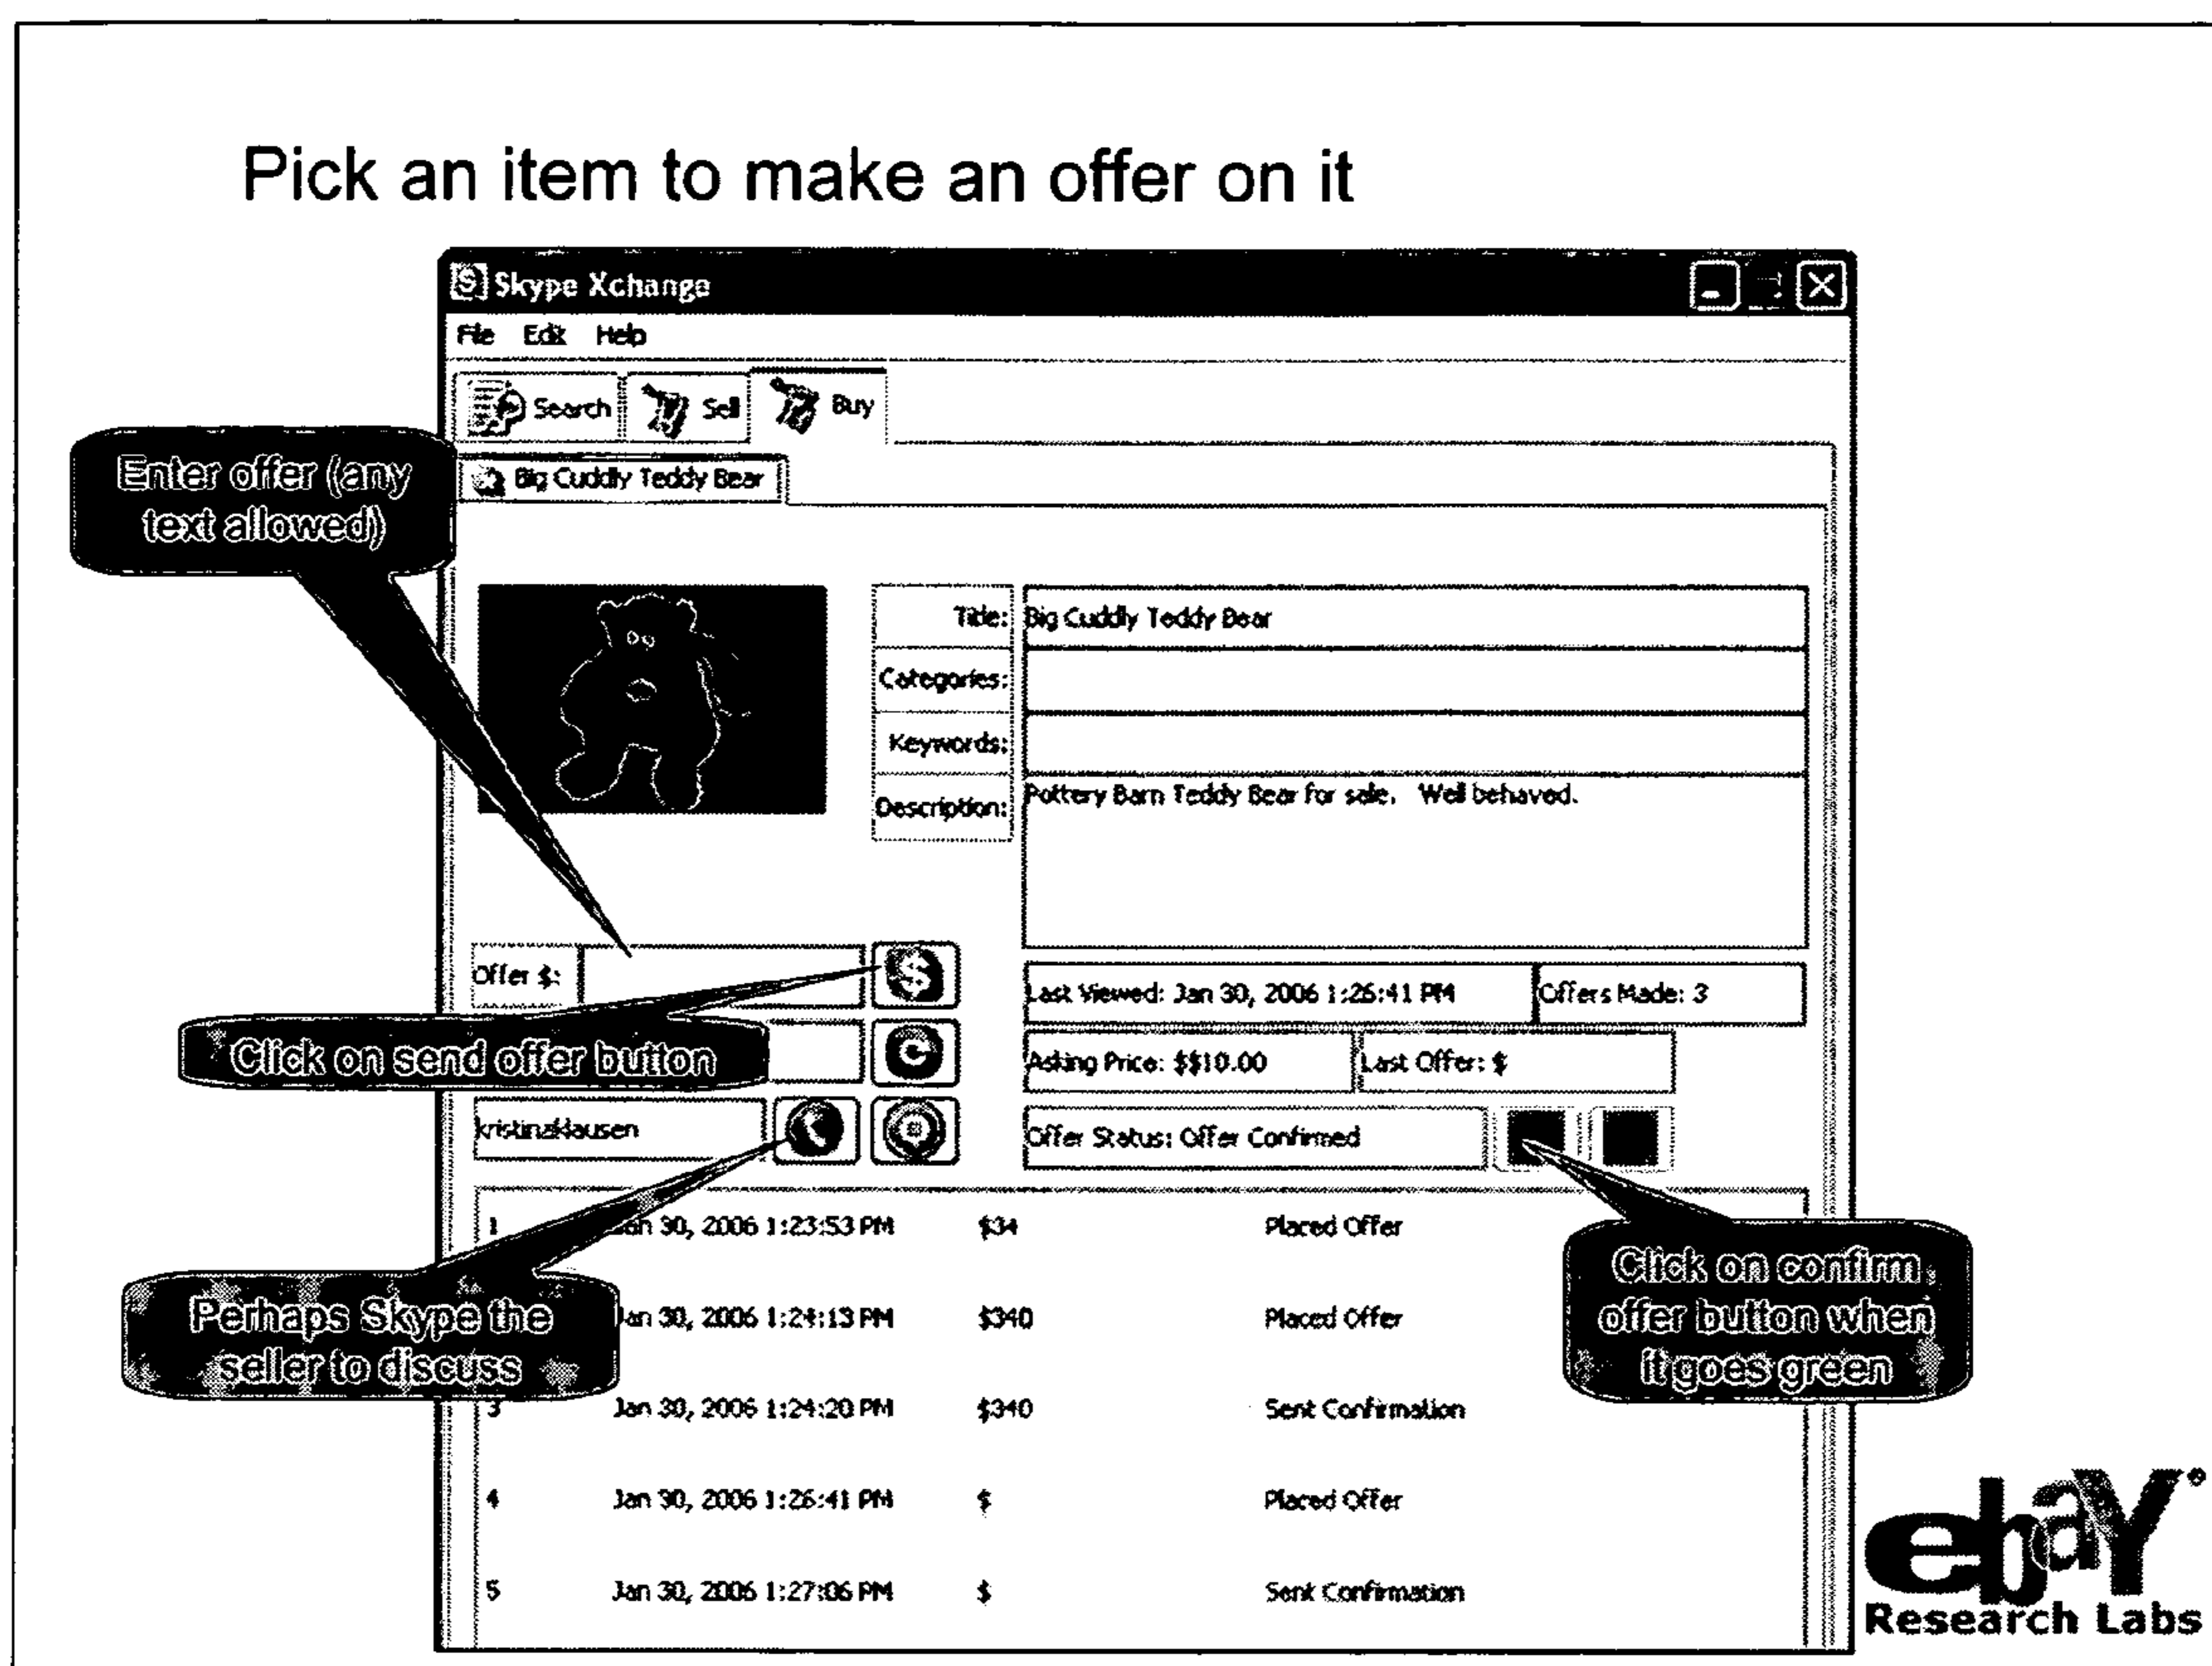 Pick an item to make an offer on it
Skype Xchange
File Edit Help
Search Sell Buy
Enter offer (any
text allowed)
Big Cuddly Teddy Bear
Title: Big Cuddly Teddy Bear
Categories:
Keywords:
Description: Pottery Barn Teddy Bear for sale. Well behaved.
Offer $: $
Last Viewed: Jan 30, 2006 1:26:41 PM Offers Made: 3
Click on send offer button
Asking Price: $$10.00 Last Offer: $
kristinaklausen
Offer Status: Offer Confirmed
1 Jan 30, 2006 1:23:53 PM $34 Placed Offer
Click on confirm
offer button when
it goes green
Perhaps Skype the
seller to discuss
Jan 30, 2006 1:24:13 PM $340 Placed Offer
3 Jan 30, 2006 1:24:20 PM $340 Sent Confirmation
4 Jan 30, 2006 1:26:41 PM $ Placed Offer
5 Jan 30, 2006 1:27:06 PM $ Sent Confirmation
ebaY
Research Labs